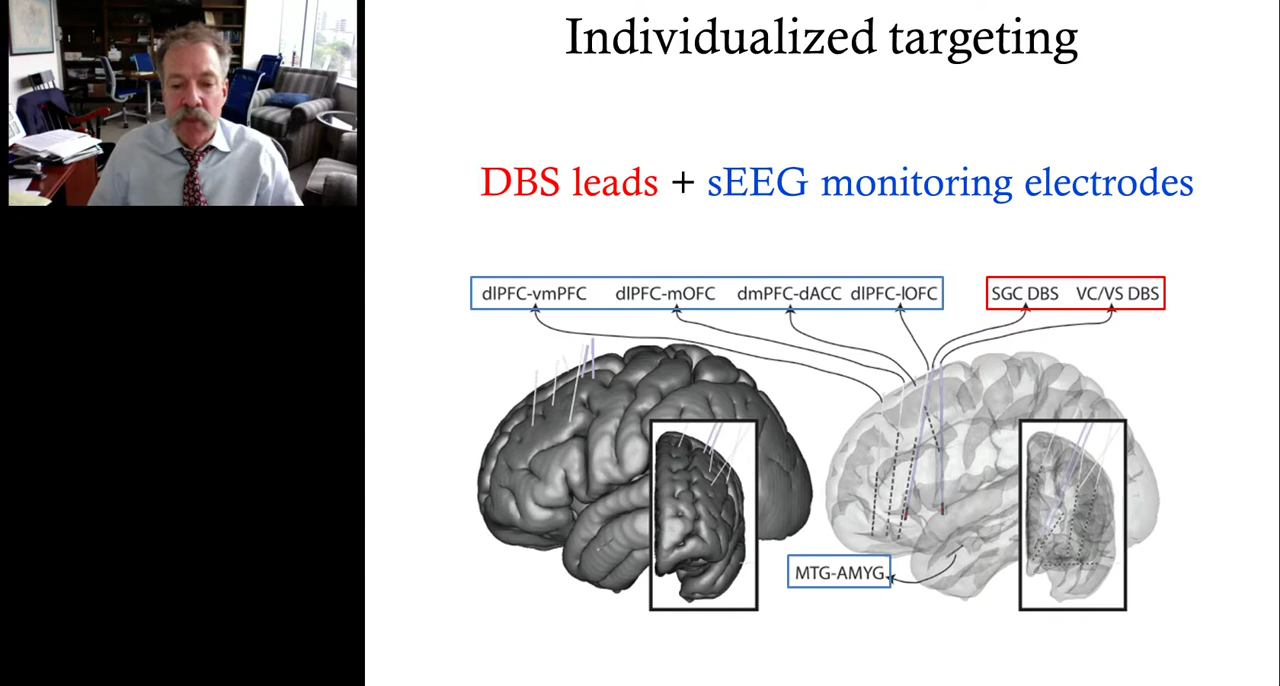 Individualized targeting
DBS leads + sEEG monitoring electrodes
dlPFC-vmPFC dlPFC-mOFC dmPFC-dACC dlPFC-lOFC SGC DBS VC/VS DBS
MTG-AMYG